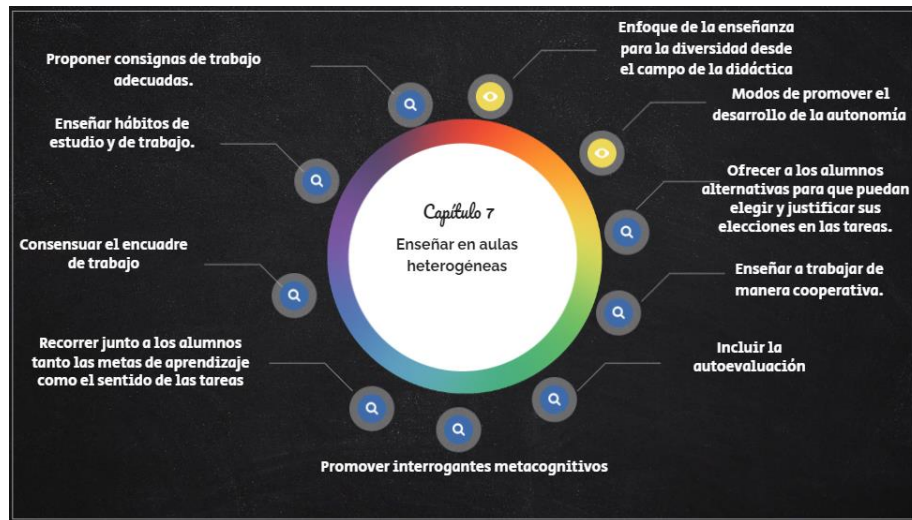 Capítulo 7
Enseñar en aulas
heterogéneas
Enfoque de la enseñanza
para la diversidad desde
el campo de la didáctica
Modos de promover el
desarrollo de la autonomía
Ofrecer a los alumnos
alternativas para que puedan
elegir y justificar sus
elecciones en las tareas.
Enseñar a trabajar de
manera cooperativa.
Incluir la
autoevaluación
Promover interrogantes metacognitivos
Recorrer junto a los alumnos
tanto las metas de aprendizaje
como el sentido de las tareas
Consensuar el encuadre
de trabajo
Enseñar hábitos de
estudio y de trabajo.
Proponer consignas de trabajo
adecuadas.